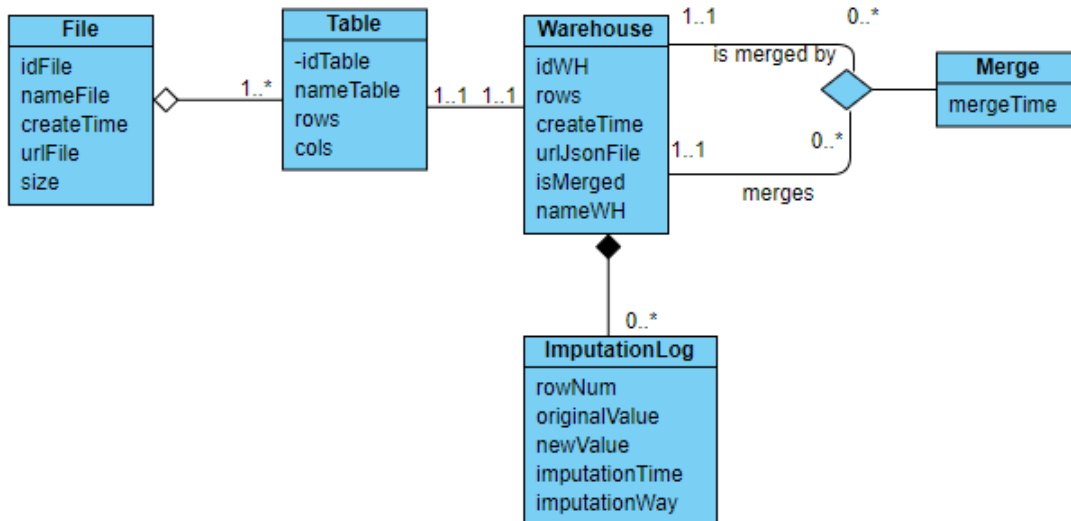 File
idFile
nameFile
createTime
urlFile
size
1..*
Table
-idTable
nameTable
rows
cols
1..1 1..1
Warehouse
idWH
rows
createTime
urlJsonFile
isMerged
nameWH
1..1
0..*
is merged by
1..1
0..*
merges
Merge
mergeTime
0..*
ImputationLog
rowNum
originalValue
newValue
imputationTime
imputationWay